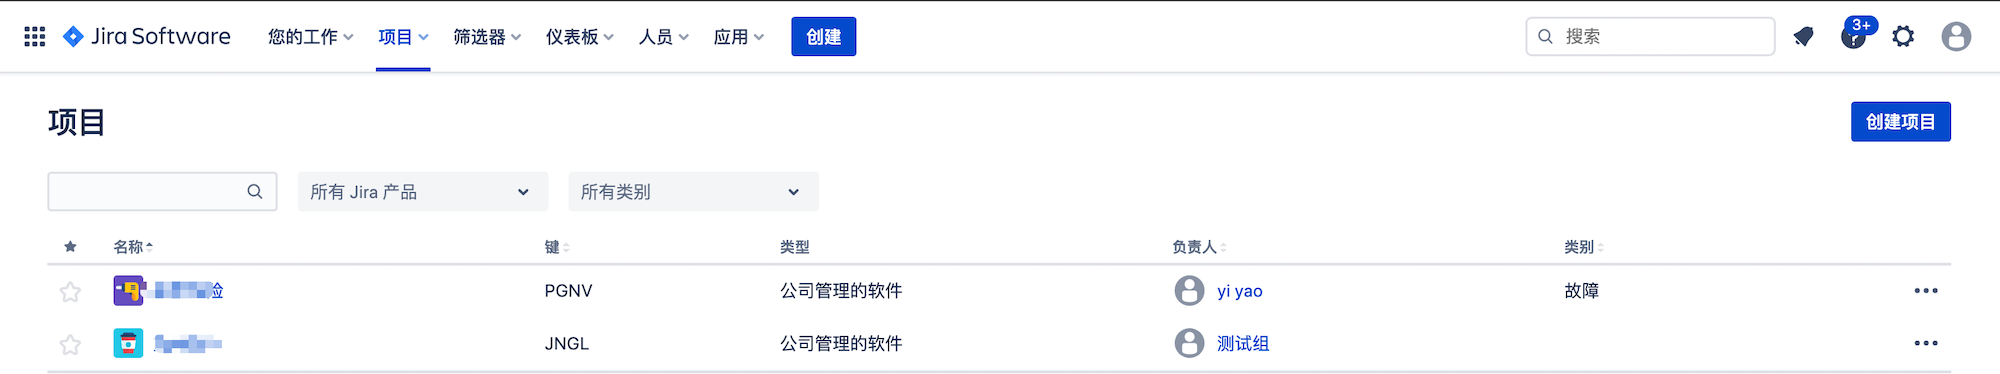 Jira Software 您的工作 项目 筛选器 仪表板 人员 应用 创建 搜索 3+
项目 创建项目
所有 Jira 产品 所有类别
名称 键 类型 负责人 类别
验 PGNV 公司管理的软件 yi yao 故障
JNGL 公司管理的软件 测试组